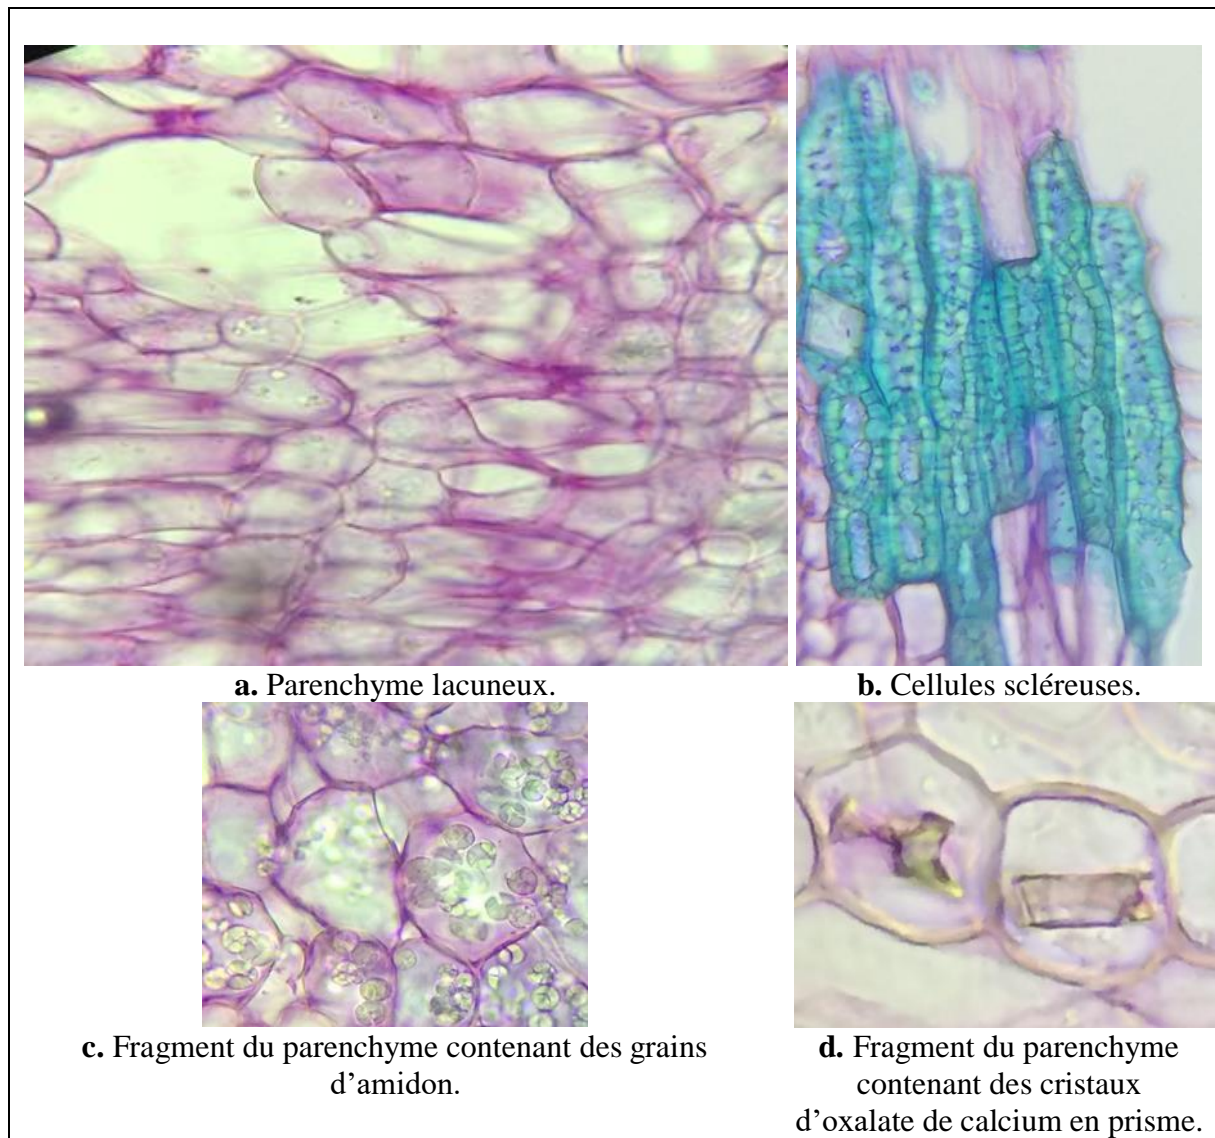 a. Parenchyme lacuneux.
b. Cellules scléreuses.
c. Fragment du parenchyme contenant des grains
d’amidon.
d. Fragment du parenchyme
contenant des cristaux
d’oxalate de calcium en prisme.